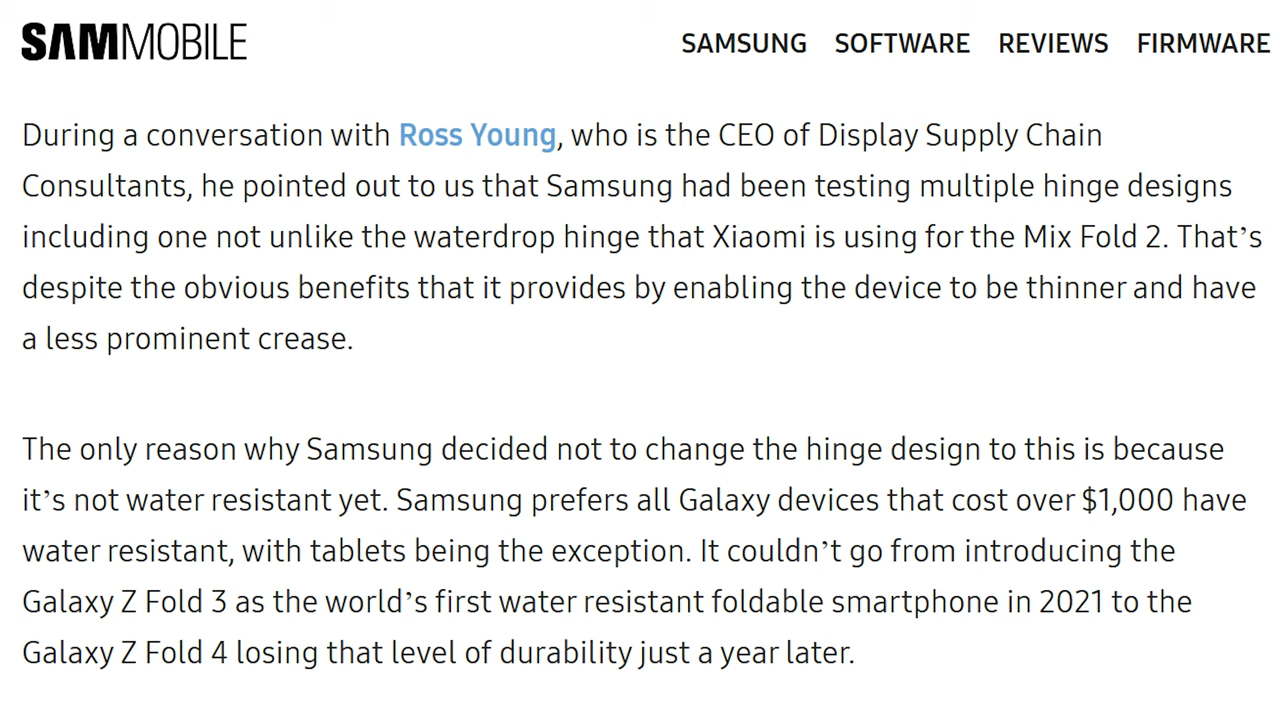 SAMMOBILE
SAMSUNG SOFTWARE REVIEWS FIRMWARE
During a conversation with Ross Young, who is the CEO of Display Supply Chain
Consultants, he pointed out to us that Samsung had been testing multiple hinge designs
including one not unlike the waterdrop hinge that Xiaomi is using for the Mix Fold 2. That’s
despite the obvious benefits that it provides by enabling the device to be thinner and have
a less prominent crease.
The only reason why Samsung decided not to change the hinge design to this is because
it’s not water resistant yet. Samsung prefers all Galaxy devices that cost over $1,000 have
water resistant, with tablets being the exception. It couldn’t go from introducing the
Galaxy Z Fold 3 as the world’s first water resistant foldable smartphone in 2021 to the
Galaxy Z Fold 4 losing that level of durability just a year later.